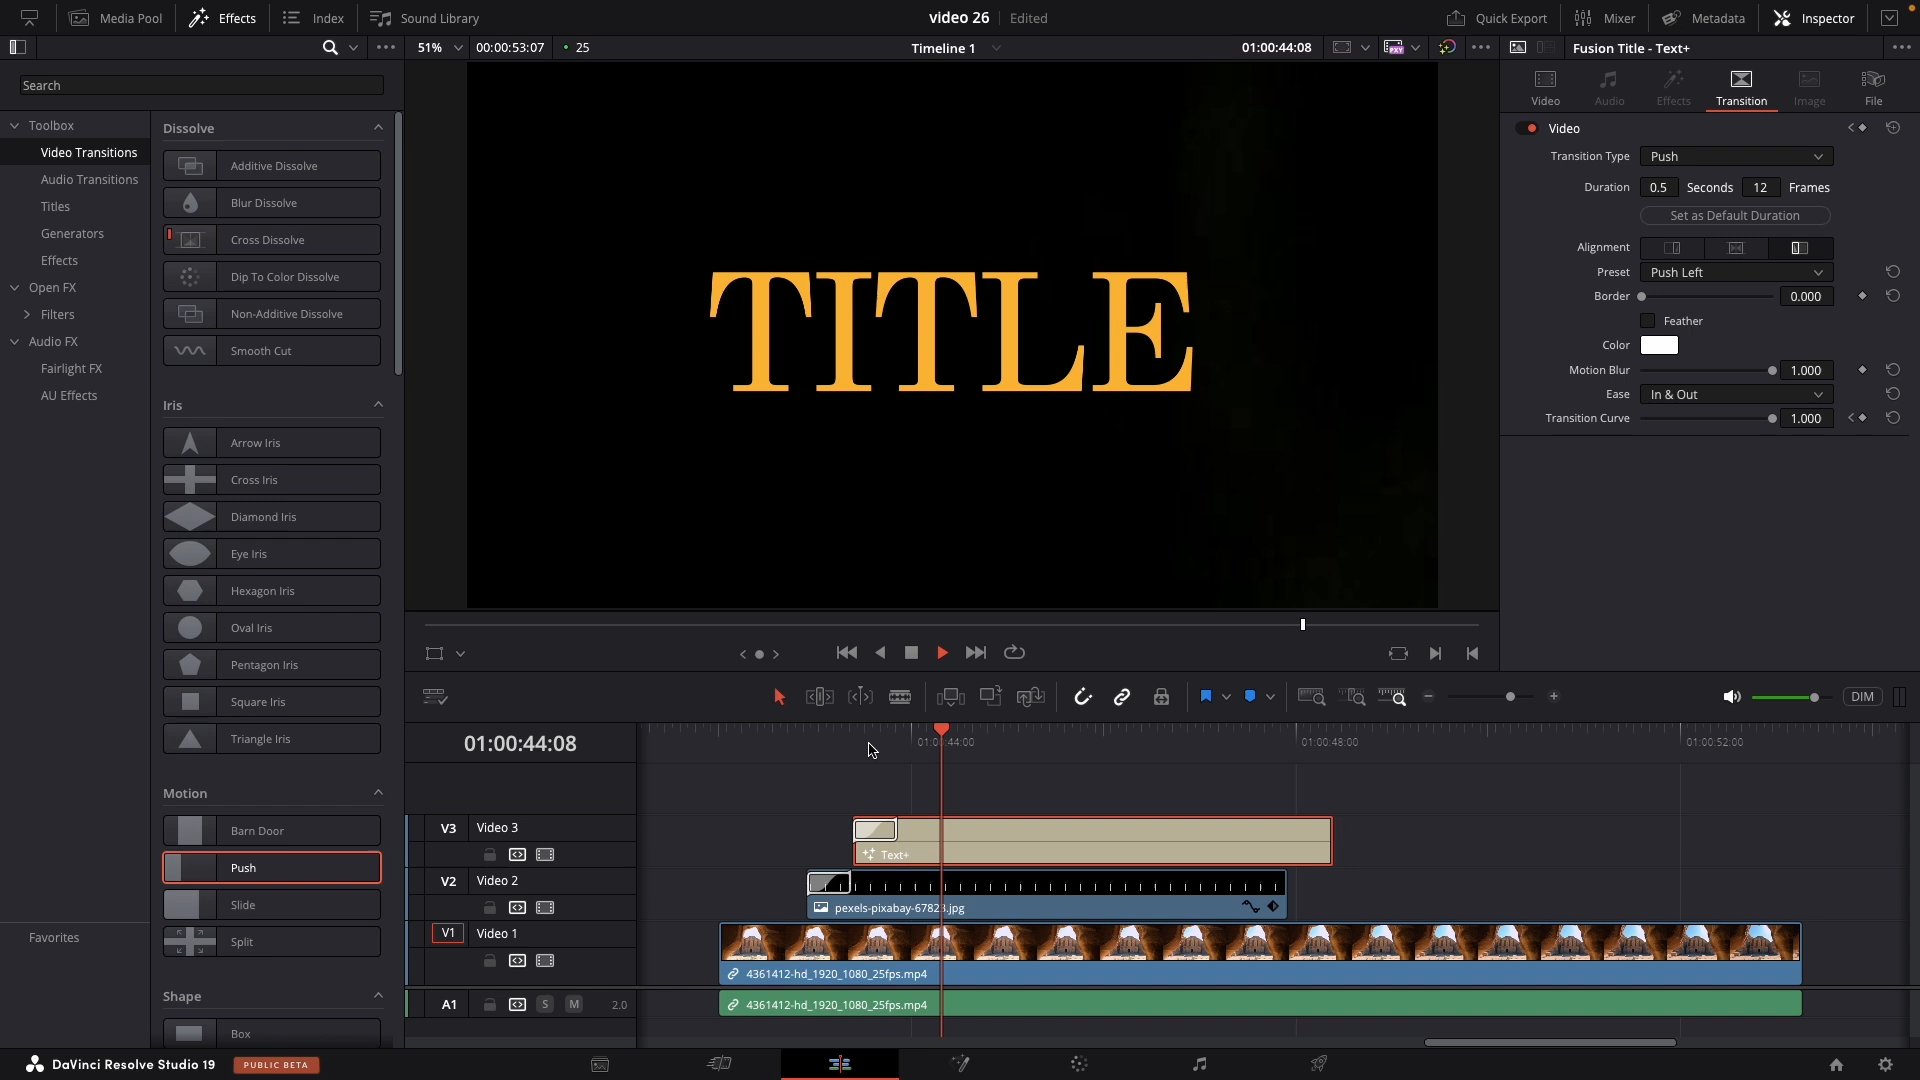 Media Pool
Effects
Index
Sound Library
video 26
Edited
Quick Export
Mixer
Metadata
Inspector
51%
00:00:53:07
25
Timeline 1
01:00:44:08
Fusion Title - Text+
Search
Toolbox
Video Transitions
Audio Transitions
Titles
Generators
Effects
Open FX
Filters
Audio FX
Fairlight FX
AU Effects
Favorites
Dissolve
Additive Dissolve
Blur Dissolve
Cross Dissolve
Dip To Color Dissolve
Non-Additive Dissolve
Smooth Cut
Iris
Arrow Iris
Cross Iris
Diamond Iris
Eye Iris
Hexagon Iris
Oval Iris
Pentagon Iris
Square Iris
Triangle Iris
Motion
Barn Door
Push
Slide
Split
Shape
Box
TITLE
Video
Audio
Effects
Transition
Image
File
Video
Transition Type
Push
Duration
0.5
Seconds
12
Frames
Set as Default Duration
Alignment
Preset
Push Left
Border
0.000
Feather
Color
Motion Blur
1.000
Ease
In & Out
Transition Curve
1.000
DIM
01:00:44:08
01:00:44:00
01:00:48:00
01:00:52:00
V3
Video 3
Text+
V2
Video 2
V1
Video 1
4361412-hd_1920_1080_25fps.mp4
A1
S
M
2.0
4361412-hd_1920_1080_25fps.mp4
DaVinci Resolve Studio 19
PUBLIC BETA